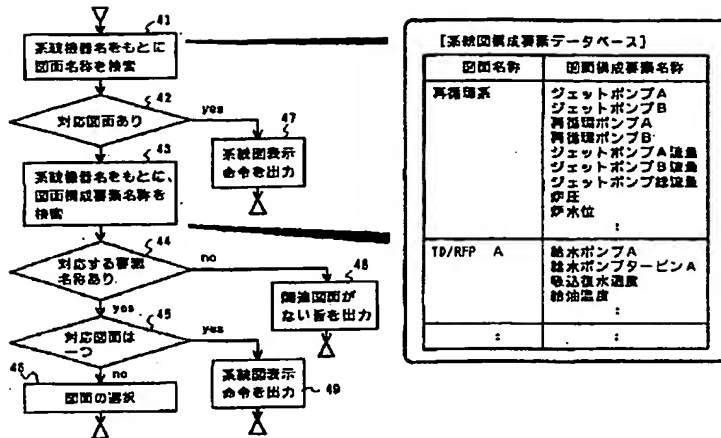 41
系統機器名をもとに
図面名称を検索
42
対応図面あり
yes
47
系統図表示
命令を出力
43
系統機器名をもとに、
図面構成要素名称を
検索
44
対応する要素
名称あり
no
48
関連図面が
ない旨を出力
yes
45
対応図面は
一つ
yes
系統図表示
命令を出力
49
no
46
図面の選択
[系統図構成要素データベース]
図面名称
図面構成要素名称
再循環系
ジェットポンプA
ジェットポンプB
再循環ポンプA
再循環ポンプB
ジェットポンプA流量
ジェットポンプB流量
ジェットポンプ総流量
炉圧
炉水位
:
TD/RFP A
給水ポンプA
給水ポンプタービンA
吸込復水温度
給油温度
:
:
: